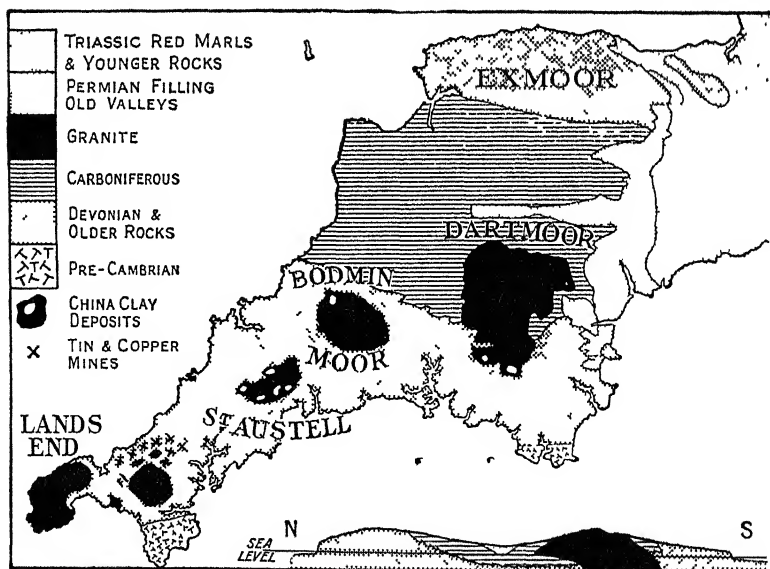 TRIASSIC RED MARLS
& YOUNGER ROCKS
PERMIAN FILLING
OLD VALLEYS
GRANITE
CARBONIFEROUS
DEVONIAN &
OLDER ROCKS
PRE-CAMBRIAN
CHINA CLAY
DEPOSITS
TIN & COPPER
MINES
EXMOOR
DARTMOOR
BODMIN
MOOR
ST AUSTELL
LANDS
END
N
S
SEA
LEVEL